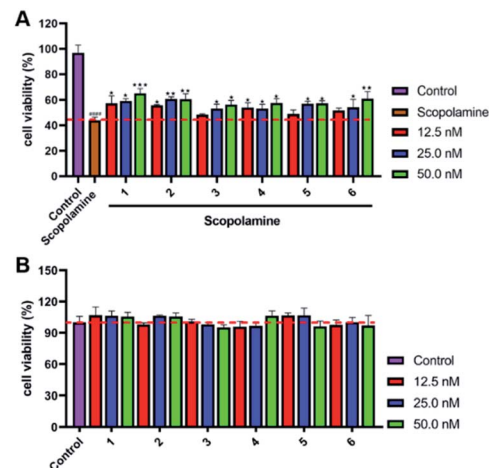 A
cell viability (%)
120
100
80
60
40
20
0
####
*
*
***
*
**
**
*
*
*
*
*
*
*
*
**
Control
Scopolamine
1
2
3
4
5
6
Scopolamine
Control
Scopolamine
12.5 nM
25.0 nM
50.0 nM
B
cell viability (%)
150
120
90
60
30
0
Control
1
2
3
4
5
6
Control
12.5 nM
25.0 nM
50.0 nM